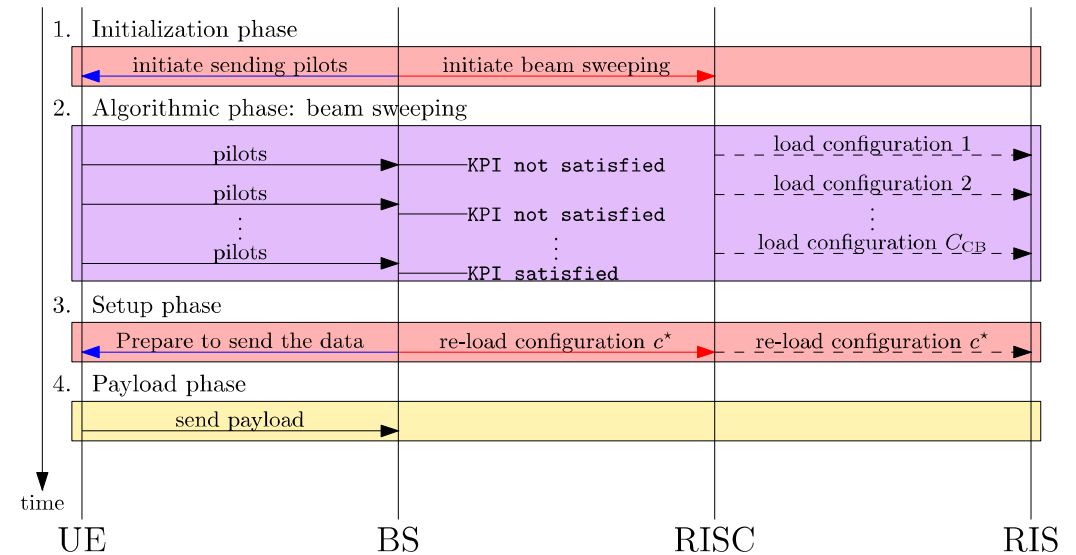 1. Initialization phase
initiate sending pilots initiate beam sweeping
2. Algorithmic phase: beam sweeping
load configuration 1
pilots KPI not satisfied
load configuration 2
pilots KPI not satisfied
⋮ ⋮ ⋮
load configuration C_CB
pilots KPI satisfied
3. Setup phase
Prepare to send the data re-load configuration c⋆ re-load configuration c⋆
4. Payload phase
send payload
time
UE BS RISC RIS